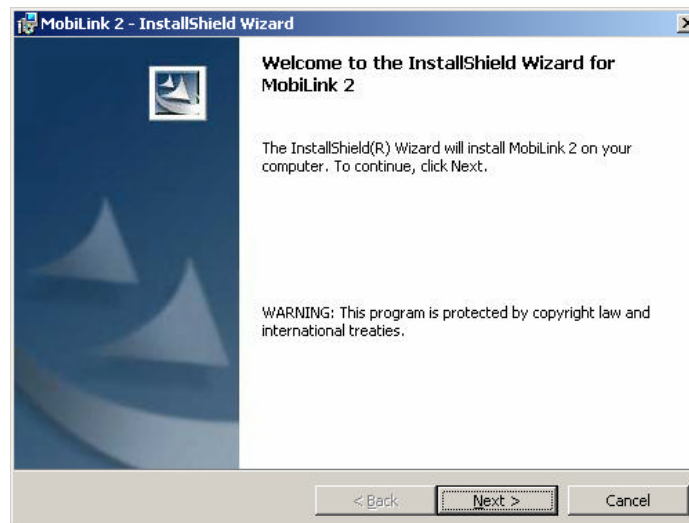 MobiLink 2 - InstallShield Wizard
Welcome to the InstallShield Wizard for
MobiLink 2
The InstallShield(R) Wizard will install MobiLink 2 on your
computer. To continue, click Next.
WARNING: This program is protected by copyright law and
international treaties.
< Back
Next >
Cancel